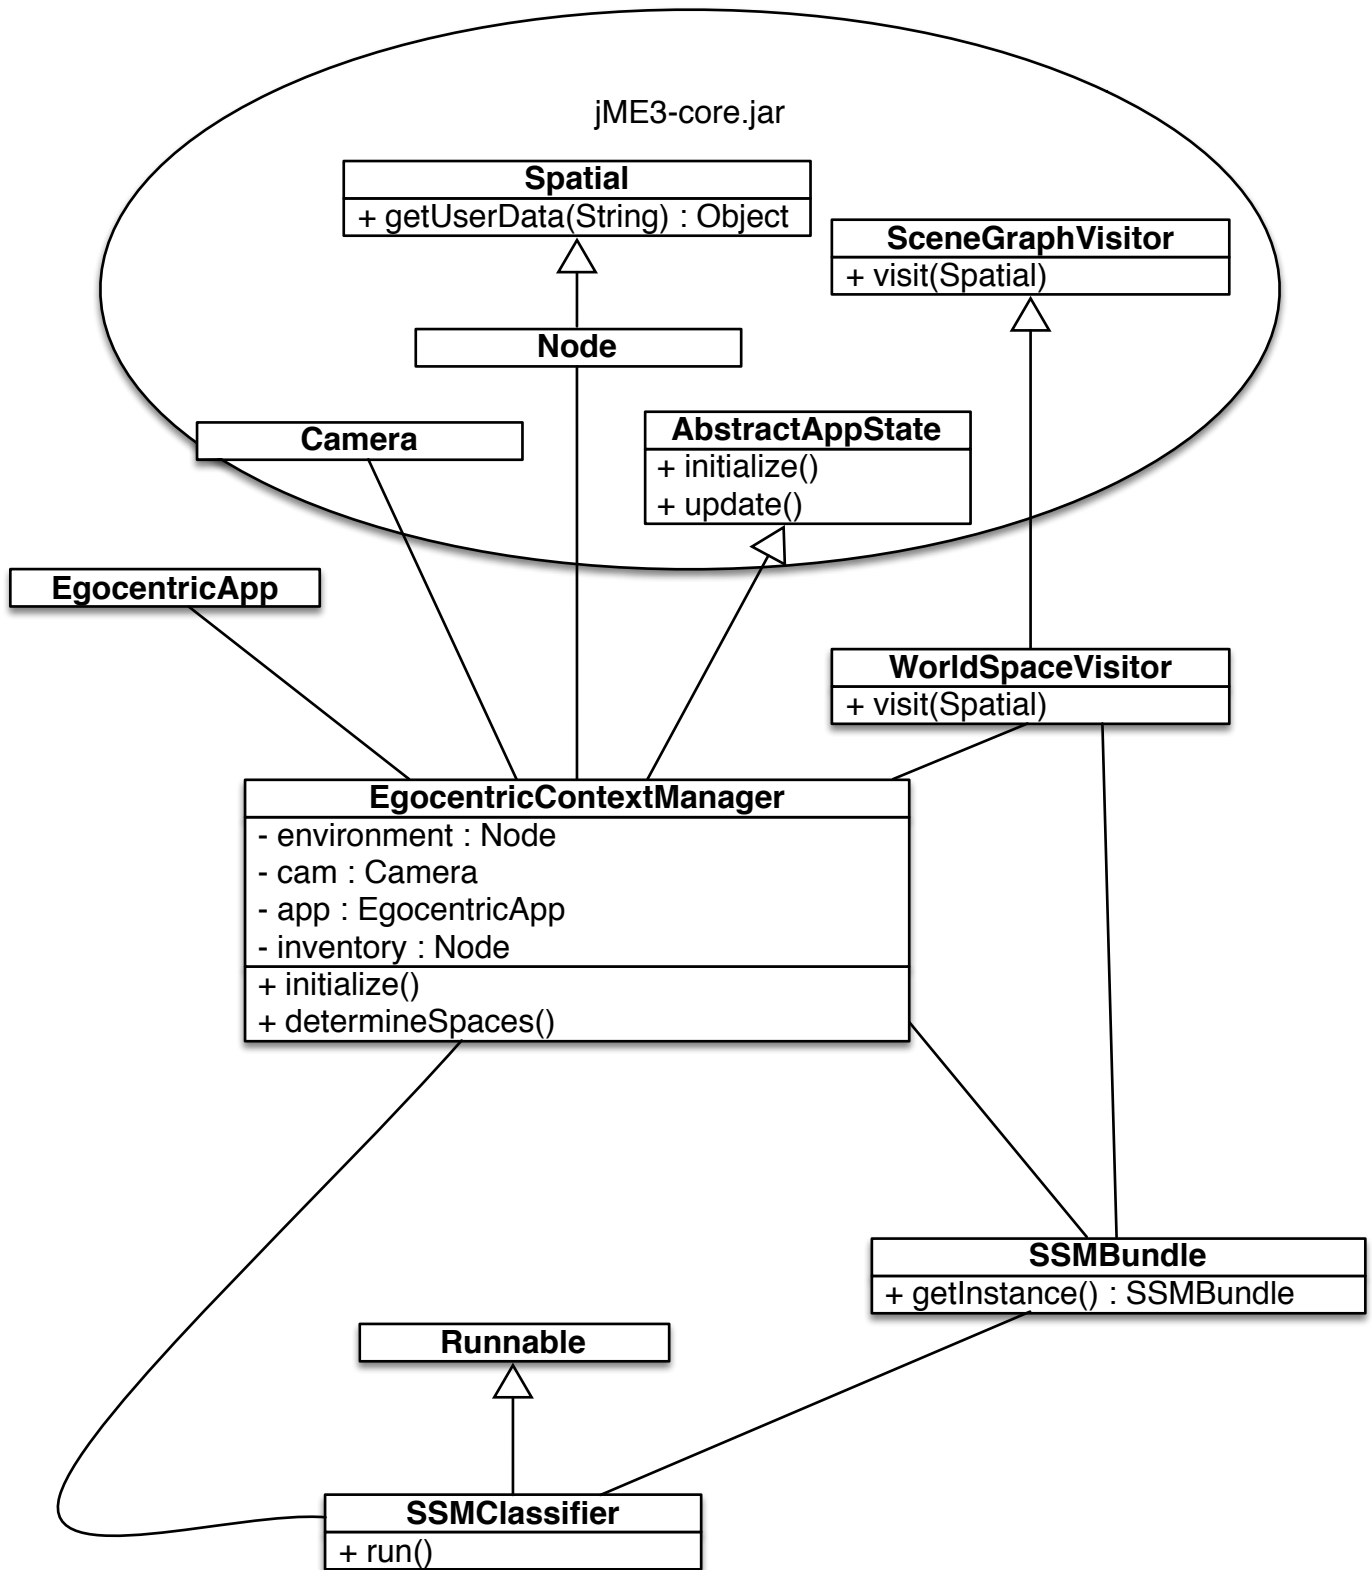 jME3-core.jar
Spatial
+ getUserData(String) : Object
SceneGraphVisitor
+ visit(Spatial)
Node
Camera
AbstractAppState
+ initialize()
+ update()
EgocentricApp
WorldSpaceVisitor
+ visit(Spatial)
EgocentricContextManager
- environment : Node
- cam : Camera
- app : EgocentricApp
- inventory : Node
+ initialize()
+ determineSpaces()
SSMBundle
+ getInstance() : SSMBundle
Runnable
SSMClassifier
+ run()